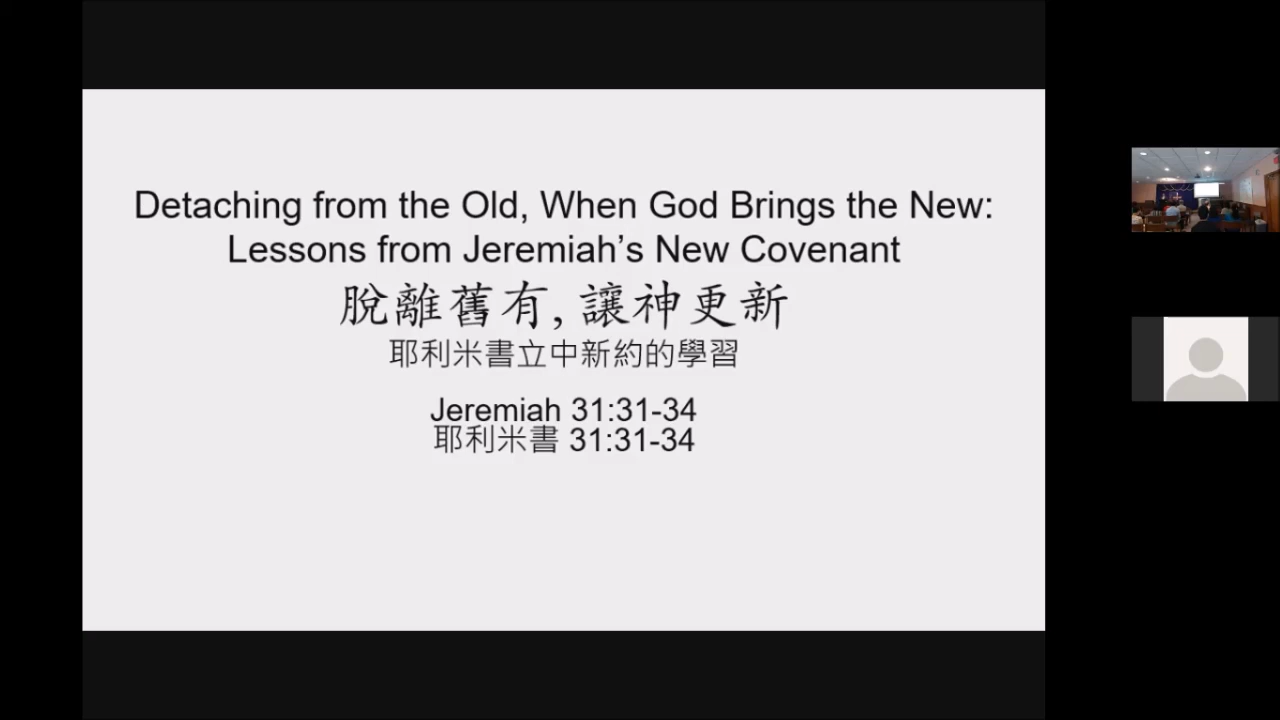 Detaching from the Old, When God Brings the New:
Lessons from Jeremiah’s New Covenant
脫離舊有, 讓神更新
耶利米書立中新約的學習
Jeremiah 31:31-34
耶利米書 31:31-34